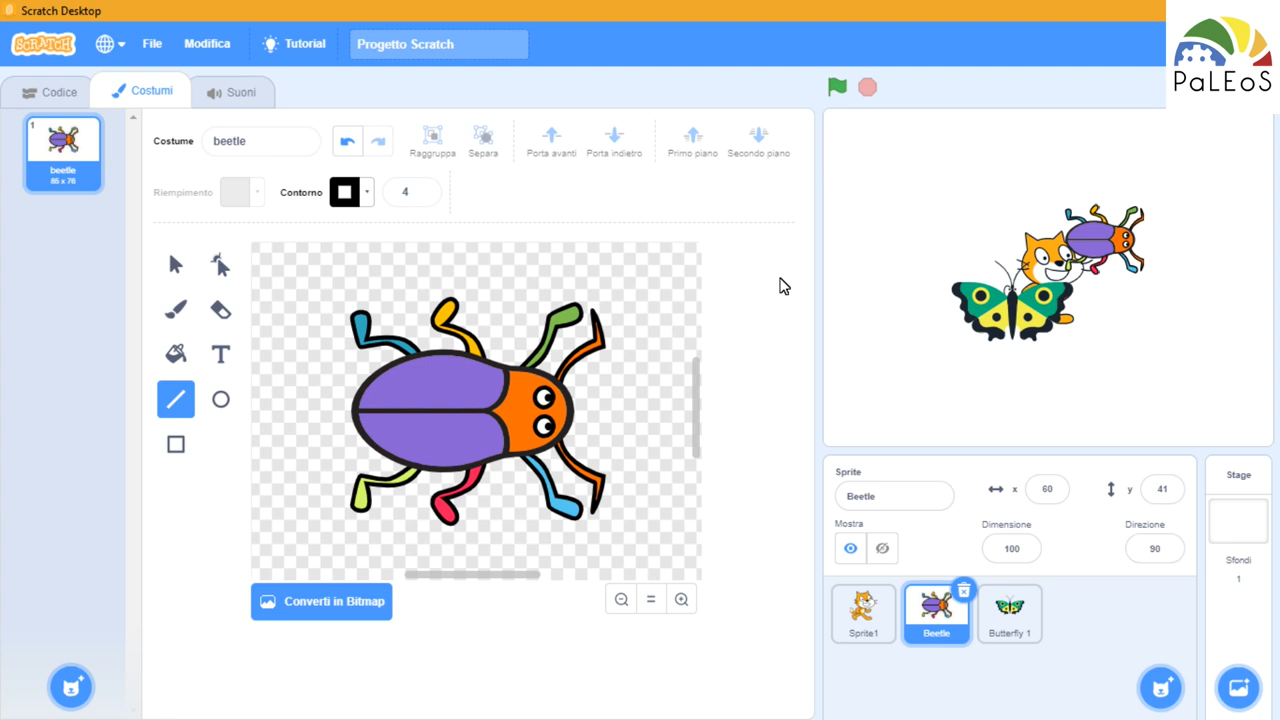 Scratch Desktop
SCRATCH File Modifica Tutorial Progetto Scratch
PaLEoS
Codice Costumi Suoni
1
beetle
85 x 76
Costume beetle Raggruppa Separa Porta avanti Porta indietro Primo piano Secondo piano
Riempimento Contorno 4
T
Converti in Bitmap
Sprite
Beetle x 60 y 41
Mostra Dimensione Direzione
100 90
Sprite1 Beetle Butterfly 1
Stage
Sfondi
1